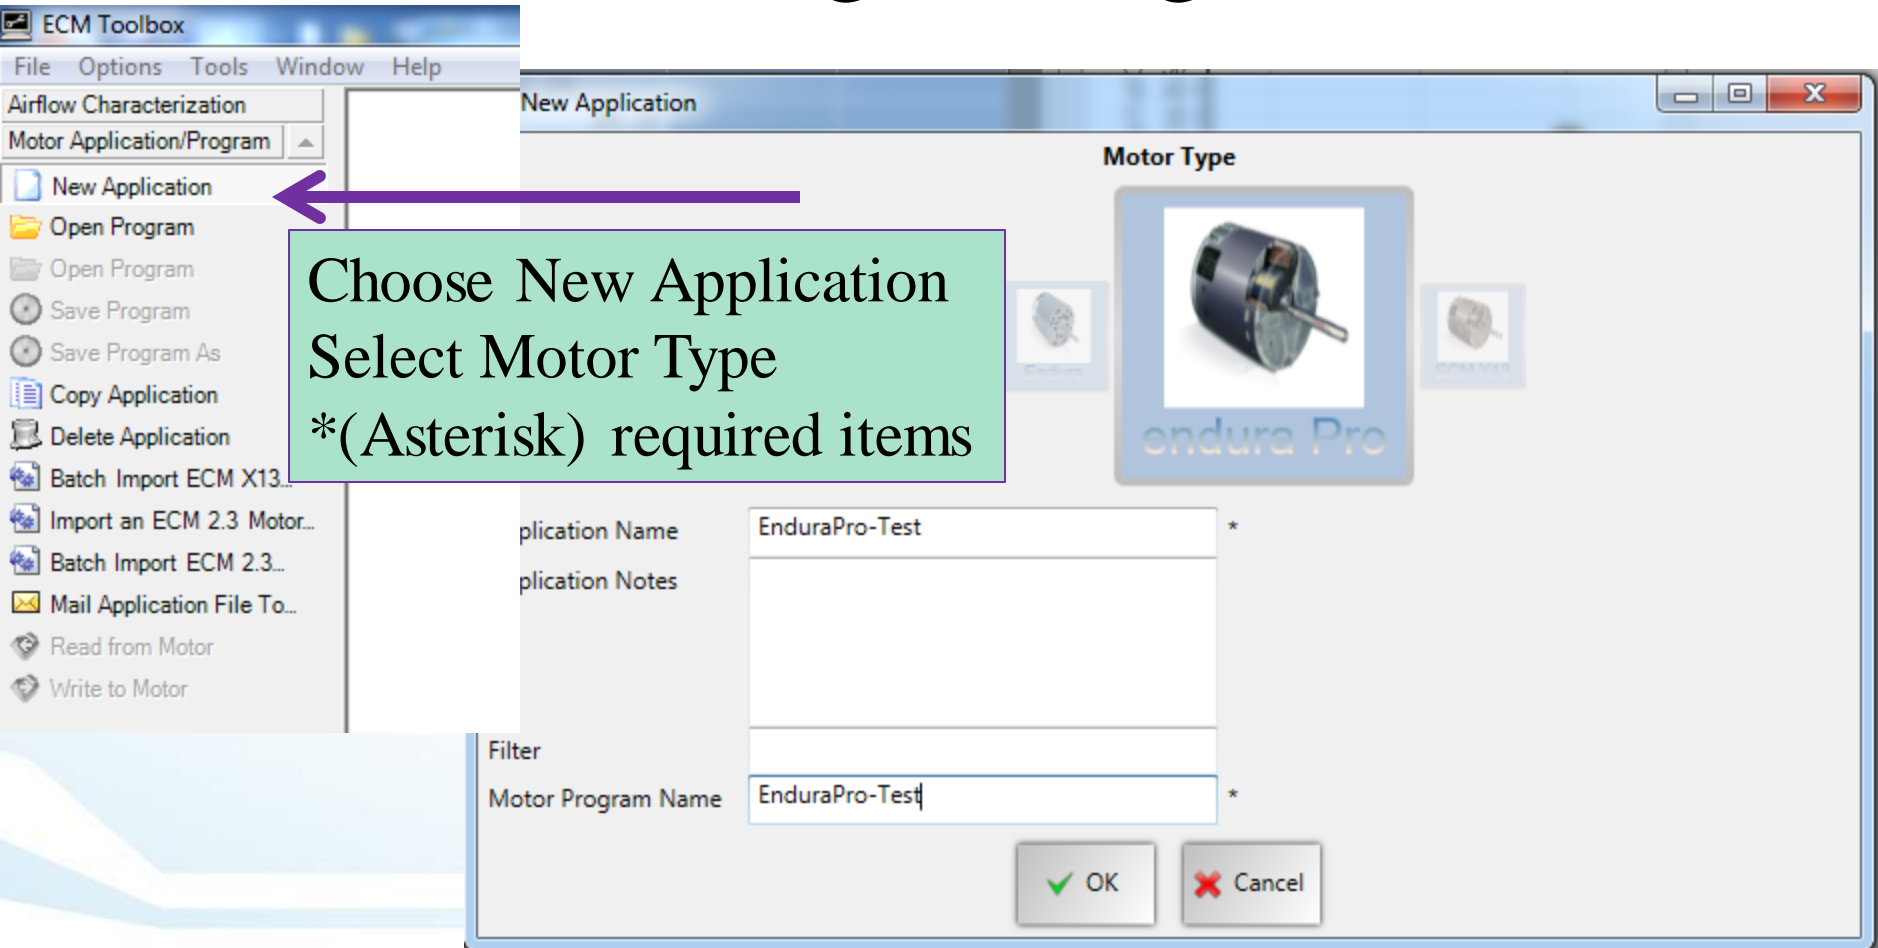 ECM Toolbox
File Options Tools Window Help
Airflow Characterization
Motor Application/Program
New Application
Open Program
Open Program
Save Program
Save Program As
Copy Application
Delete Application
Batch Import ECM X13...
Import an ECM 2.3 Motor...
Batch Import ECM 2.3...
Mail Application File To...
Read from Motor
Write to Motor
Choose New Application
Select Motor Type
*(Asterisk) required items
New Application
Motor Type
Endura
endura Pro
ECM X13
plication Name EnduraPro-Test *
plication Notes
Filter
Motor Program Name EnduraPro-Test *
OK Cancel